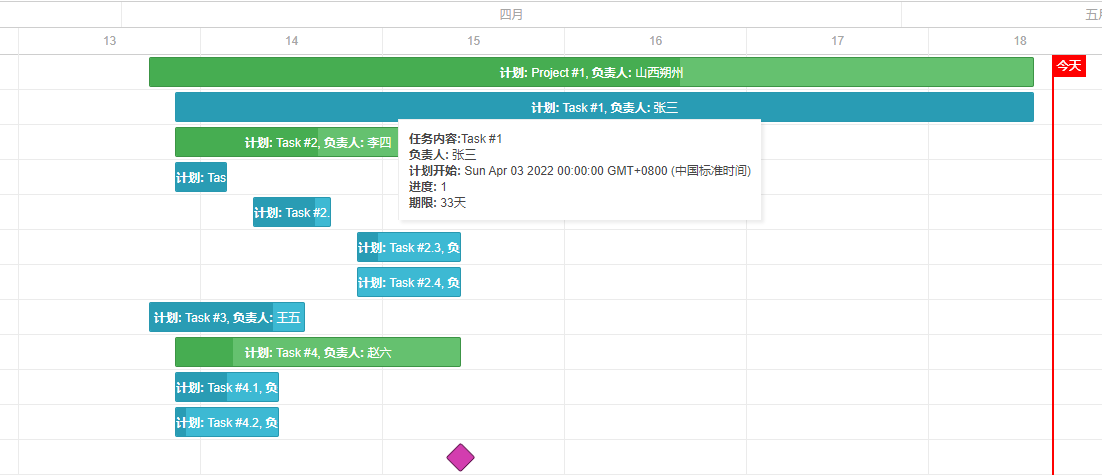 四月
五月
13
14
15
16
17
18
今天
计划: Project #1, 负责人: 山西朔州
计划: Task #1, 负责人: 张三
计划: Task #2, 负责人: 李四
任务内容:Task #1
负责人: 张三
计划开始: Sun Apr 03 2022 00:00:00 GMT+0800 (中国标准时间)
进度: 1
期限: 33天
计划: Tas
计划: Task #2.
计划: Task #2.3, 负
计划: Task #2.4, 负
计划: Task #3, 负责人: 王五
计划: Task #4, 负责人: 赵六
计划: Task #4.1, 负
计划: Task #4.2, 负